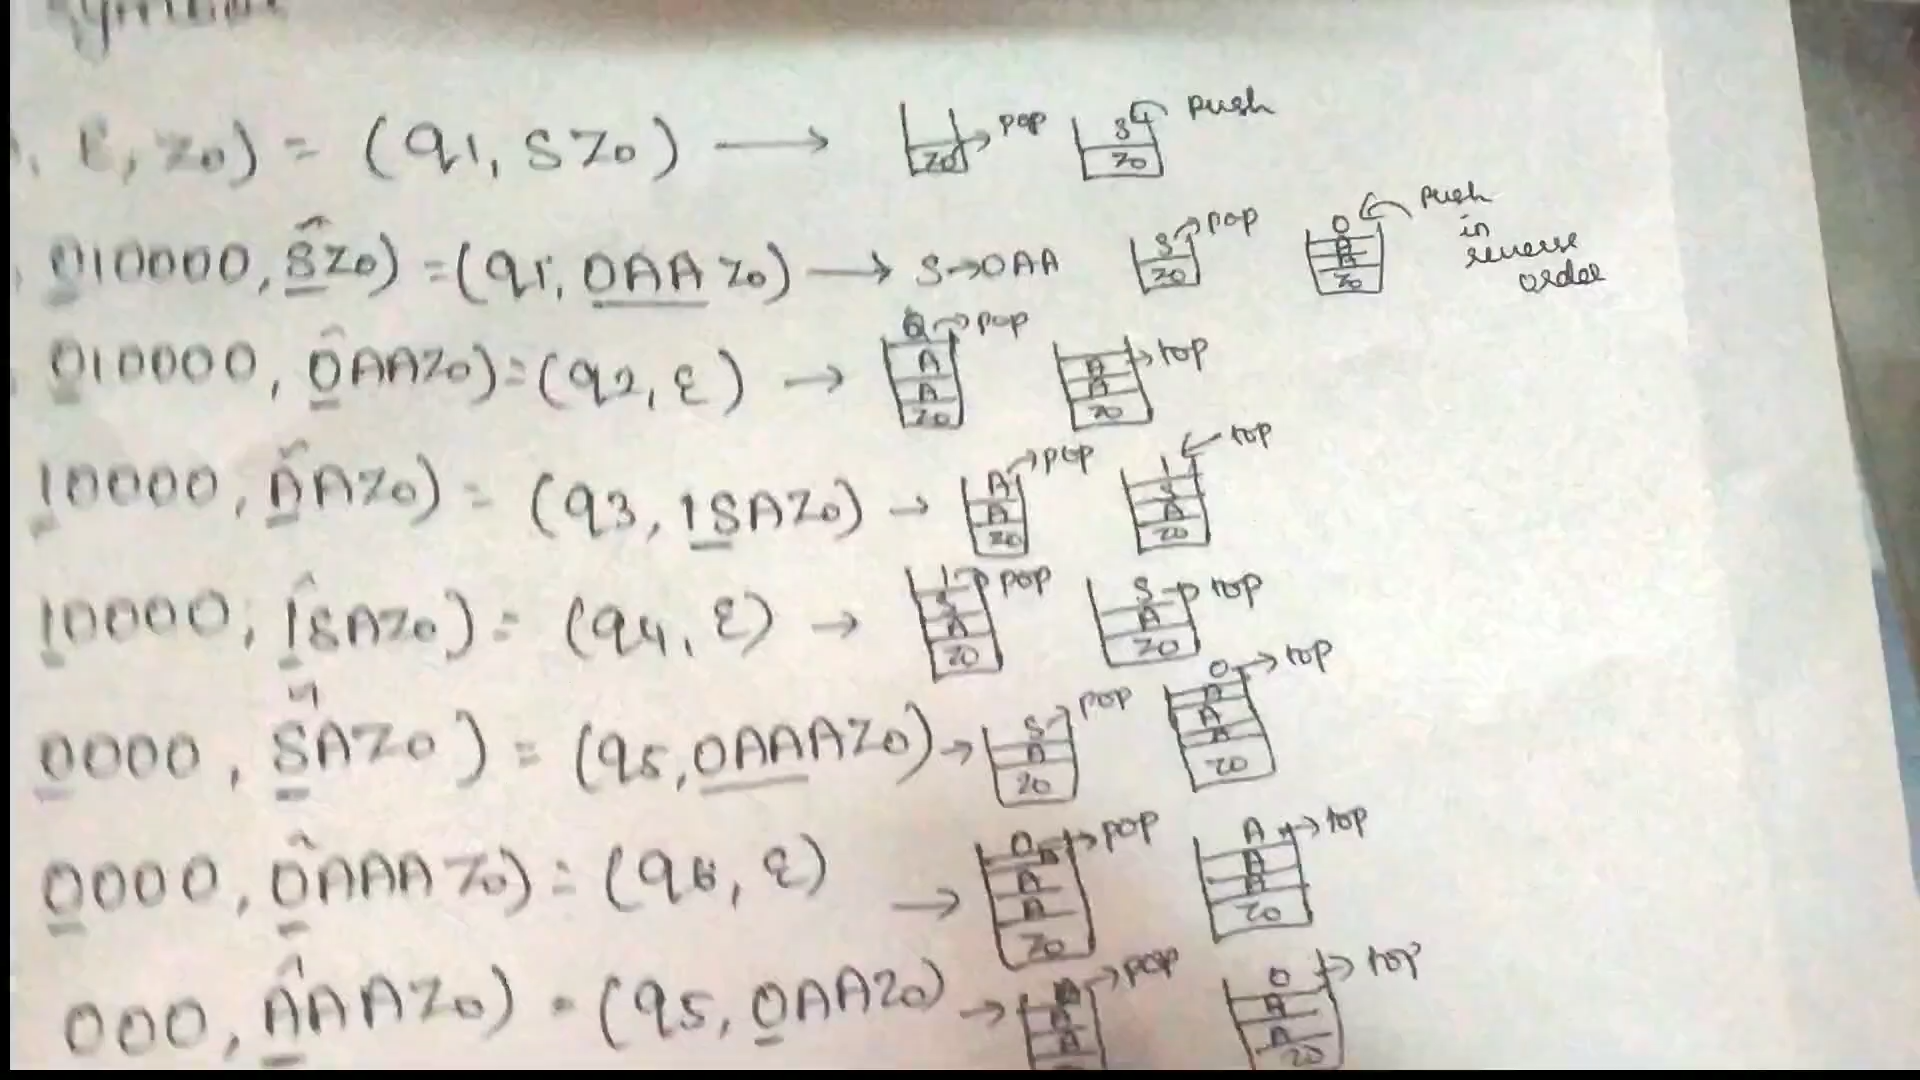 , ε, Z0) = (q1, SZ0) → Z0 → pop S Z0 push
010000, SZ0) = (q1, 0AAZ0) → S→0AA S Z0 pop 0 A A Z0 push in reverse order
010000, 0AAZ0) = (q2, ε) → 0 → pop A A Z0 A A Z0 → top
10000, AAZ0) = (q3, 1SAZ0) → A A Z0 → pop 1 S A Z0 top
10000, 1SAZ0) = (q4, ε) → 1 S A Z0 pop S A Z0 top
0000, SAZ0) = (q5, 0AAAZ0) → S A Z0 pop 0 A A A Z0 → top
0000, 0AAAZ0) = (q6, ε) → 0 A A A Z0 → pop A A A Z0 → top
000, AAAZ0) = (q5, 0AAZ0) → A A A → pop 0 A A Z0 → top